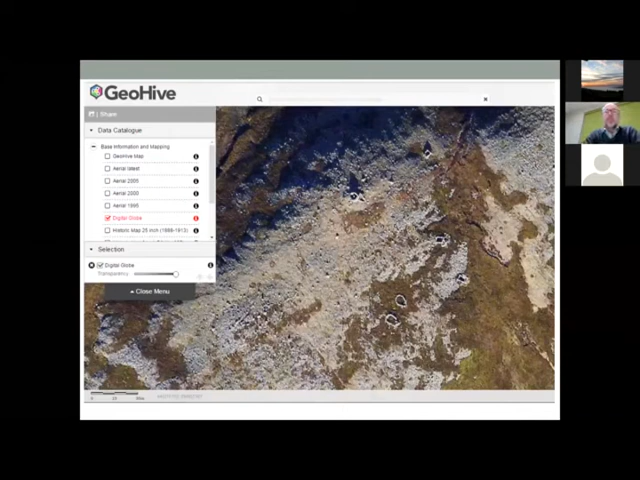 GeoHive
Share
Data Catalogue
Base Information and Mapping
GeoHive Map
Aerial latest
Aerial 2005
Aerial 2000
Aerial 1995
Digital Globe
Historic Map 25 inch (1888-1913)
Selection
Digital Globe
Transparency
Close Menu